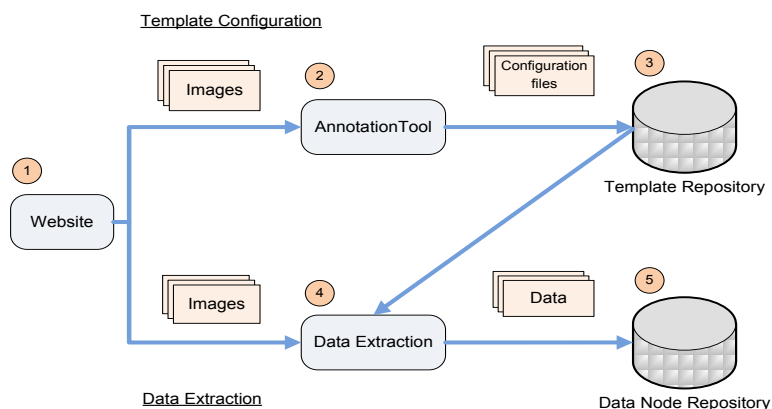 Template Configuration
2
3
Images
Configuration
files
AnnotationTool
1
Template Repository
Website
4
5
Images
Data
Data Extraction
Data Extraction
Data Node Repository